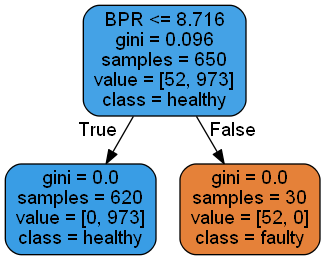 BPR <= 8.716
gini = 0.096
samples = 650
value = [52, 973]
class = healthy
True
False
gini = 0.0
samples = 620
value = [0, 973]
class = healthy
gini = 0.0
samples = 30
value = [52, 0]
class = faulty